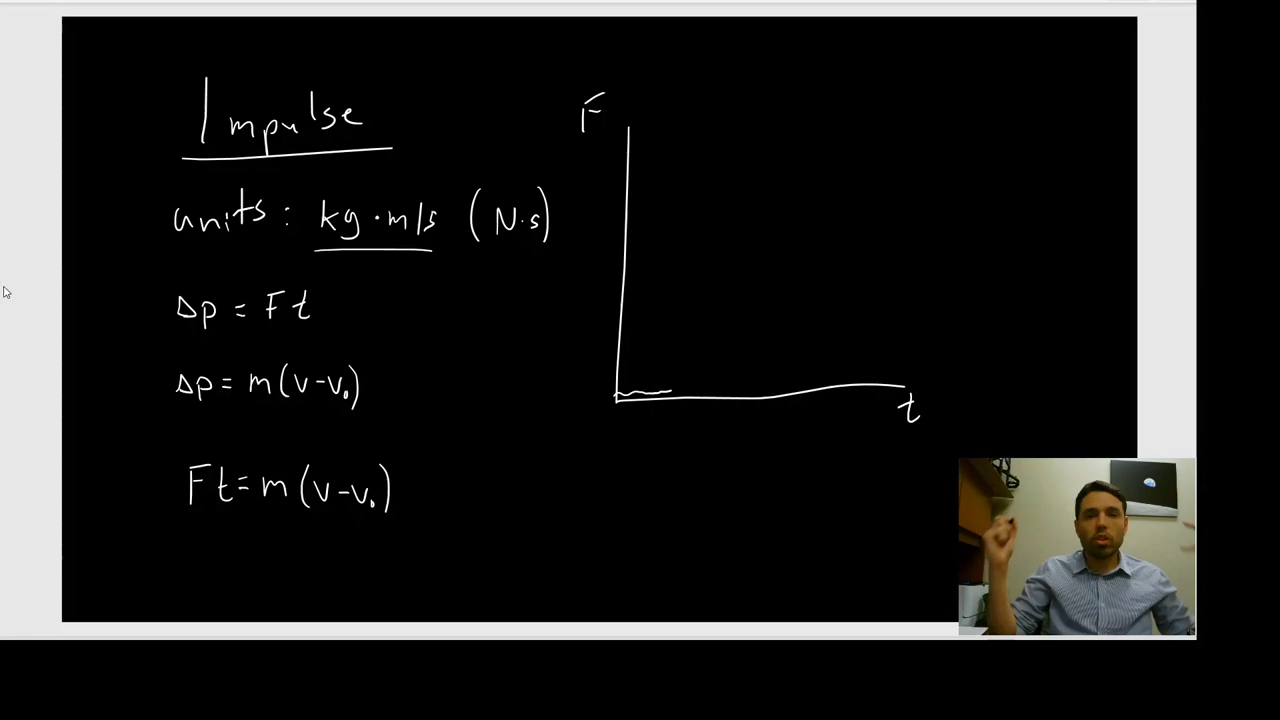 Impulse
units: kg·m/s (N·s)
Δp = Ft
Δp = m(v-v₀)
Ft = m(v-v₀)
F
t